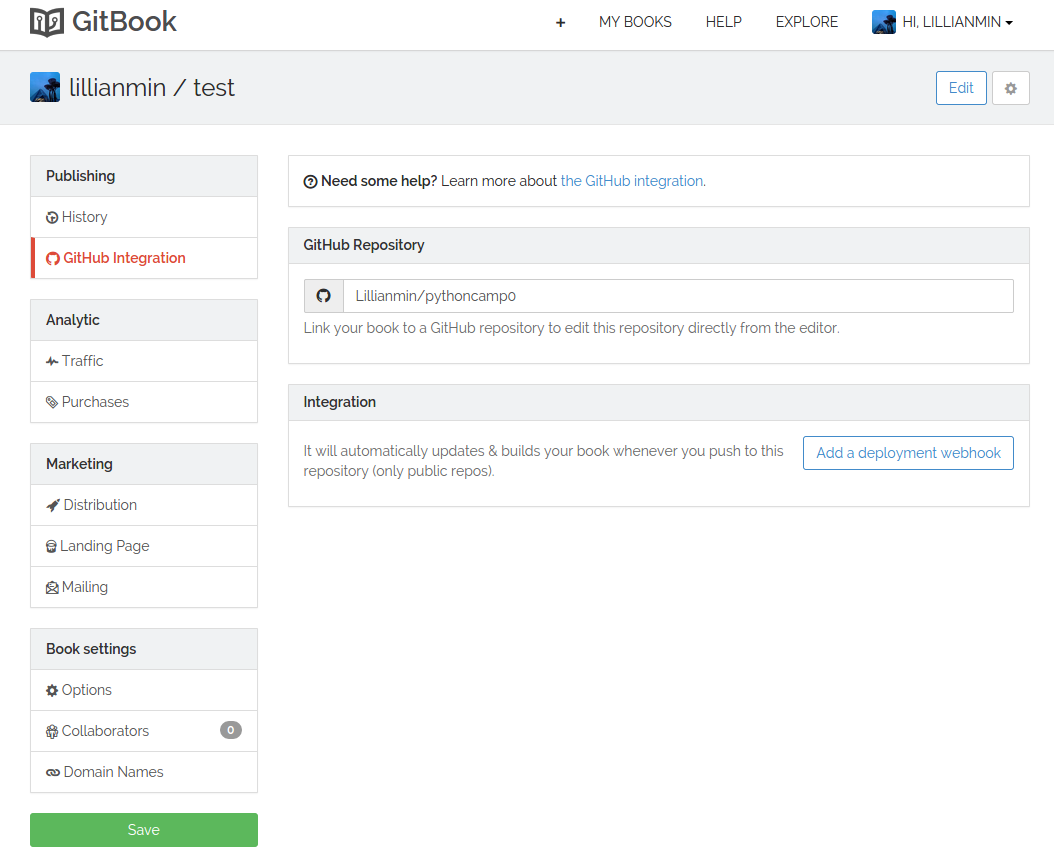 GitBook
+ MY BOOKS HELP EXPLORE HI, LILLIANMIN
lillianmin / test
Edit
Publishing
History
GitHub Integration
Analytic
Traffic
Purchases
Marketing
Distribution
Landing Page
Mailing
Book settings
Options
Collaborators 0
Domain Names
Save
Need some help? Learn more about the GitHub integration.
GitHub Repository
Lillianmin/pythoncamp0
Link your book to a GitHub repository to edit this repository directly from the editor.
Integration
It will automatically updates & builds your book whenever you push to this
repository (only public repos).
Add a deployment webhook